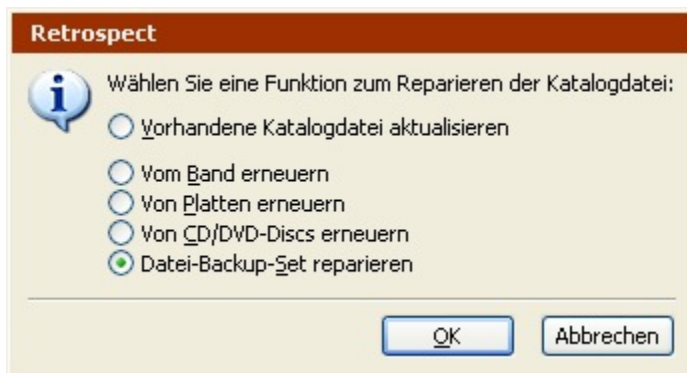 Retrospect
Wählen Sie eine Funktion zum Reparieren der Katalogdatei:
Vorhandene Katalogdatei aktualisieren
Vom Band erneuern
Von Platten erneuern
Von CD/DVD-Discs erneuern
Datei-Backup-Set reparieren
OK
Abbrechen